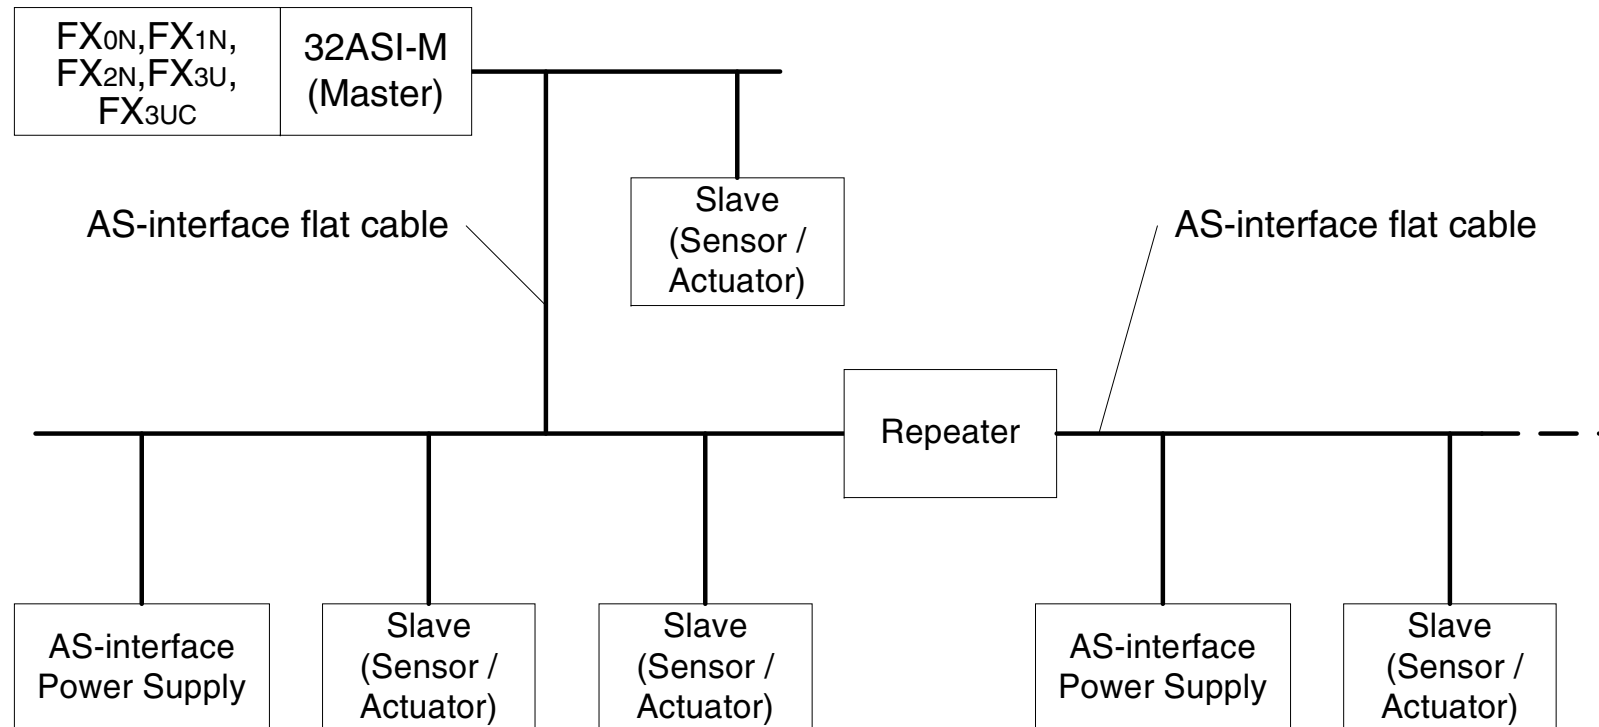 FX0N,FX1N,
FX2N,FX3U,
FX3UC
32ASI-M
(Master)
Slave
(Sensor /
Actuator)
AS-interface flat cable
AS-interface flat cable
Repeater
AS-interface
Power Supply
Slave
(Sensor /
Actuator)
Slave
(Sensor /
Actuator)
AS-interface
Power Supply
Slave
(Sensor /
Actuator)